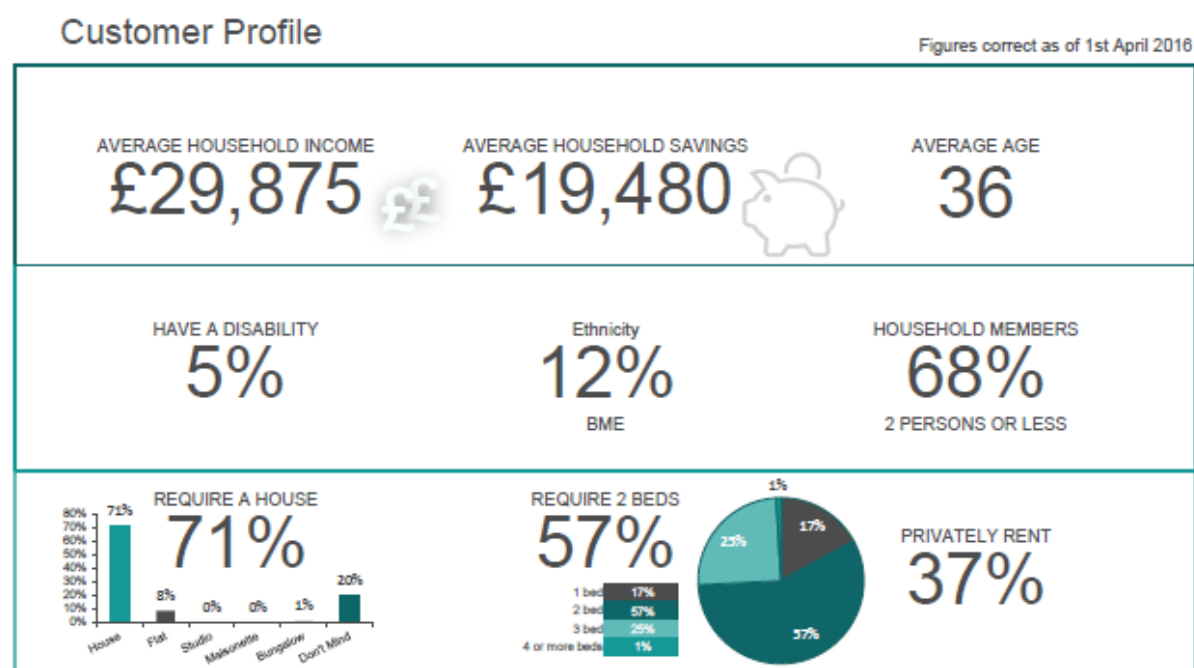 Customer Profile
Figures correct as of 1st April 2016
AVERAGE HOUSEHOLD INCOME
£29,875
££
AVERAGE HOUSEHOLD SAVINGS
£19,480
AVERAGE AGE
36
HAVE A DISABILITY
5%
Ethnicity
12%
BME
HOUSEHOLD MEMBERS
68%
2 PERSONS OR LESS
REQUIRE A HOUSE
71%
80%
70%
60%
50%
40%
30%
20%
10%
0%
71%
8%
0%
0%
1%
20%
House
Flat
Studio
Maisonette
Bungalow
Don't Mind
REQUIRE 2 BEDS
57%
1 bed 17%
2 bed 57%
3 bed 25%
4 or more beds 1%
1%
17%
25%
57%
PRIVATELY RENT
37%